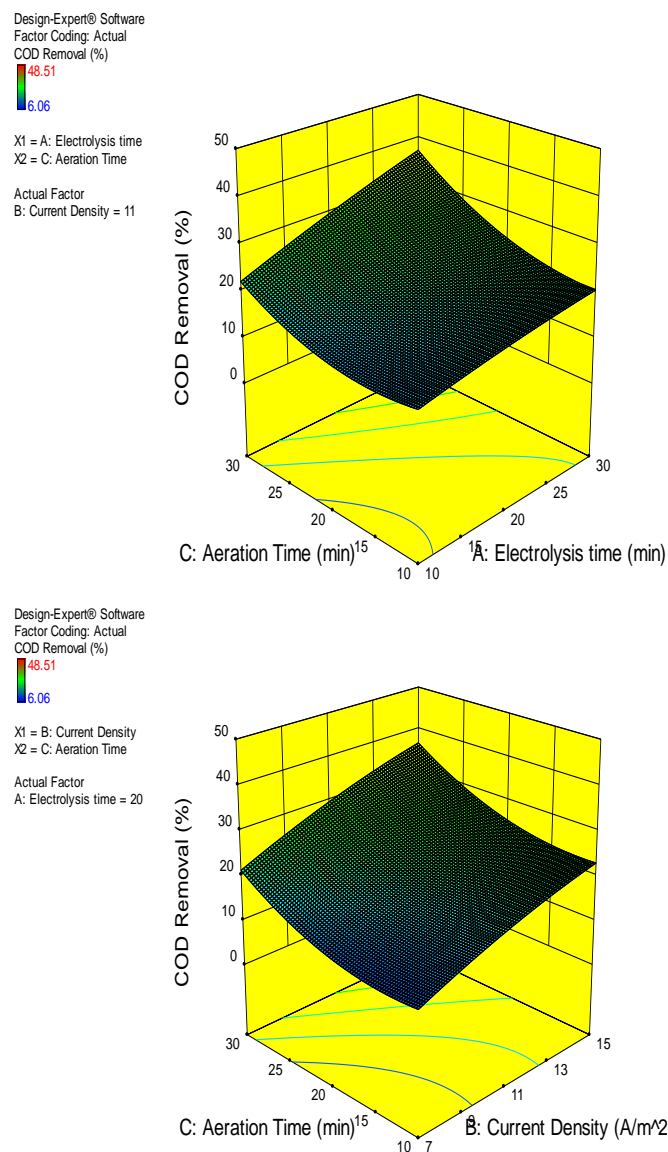 Design-Expert® Software
Factor Coding: Actual
COD Removal (%)
48.51
6.06
X1 = A: Electrolysis time
X2 = C: Aeration Time
Actual Factor
B: Current Density = 11
50
40
30
20
10
0
COD Removal (%)
30
25
20
15
10
10
15
20
25
30
C: Aeration Time (min)
A: Electrolysis time (min)
Design-Expert® Software
Factor Coding: Actual
COD Removal (%)
48.51
6.06
X1 = B: Current Density
X2 = C: Aeration Time
Actual Factor
A: Electrolysis time = 20
50
40
30
20
10
0
COD Removal (%)
30
25
20
15
10
7
9
11
13
15
C: Aeration Time (min)
B: Current Density (A/m^2